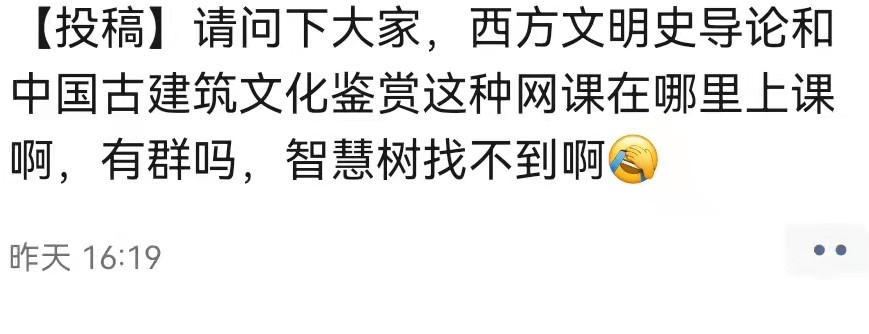 【投稿】请问下大家，西方文明史导论和
中国古建筑文化鉴赏这种网课在哪里上课
啊，有群吗，智慧树找不到啊🤦
昨天 16:19